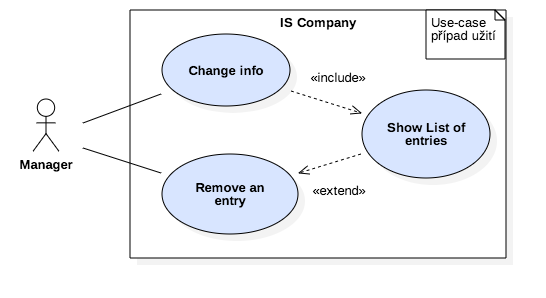 IS Company
Use-case
případ užití
Change info
«include»
Show List of
entries
Manager
Remove an
entry
«extend»